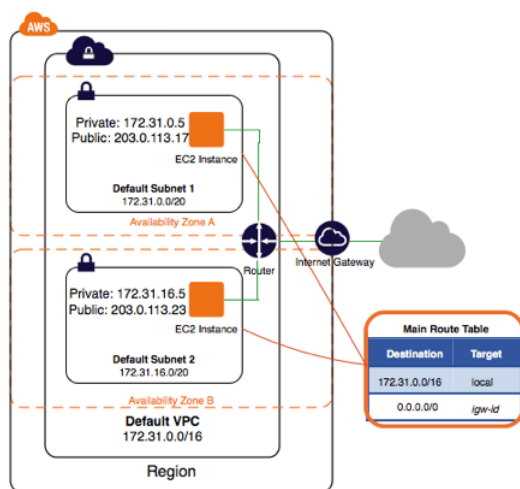 AWS
Private: 172.31.0.5
Public: 203.0.113.17
EC2 Instance
Default Subnet 1
172.31.0.0/20
Availability Zone A
Router
Internet Gateway
Private: 172.31.16.5
Public: 203.0.113.23
EC2 Instance
Default Subnet 2
172.31.16.0/20
Availability Zone B
Default VPC
172.31.0.0/16
Region
Main Route Table
Destination Target
172.31.0.0/16 local
0.0.0.0/0 igw-id